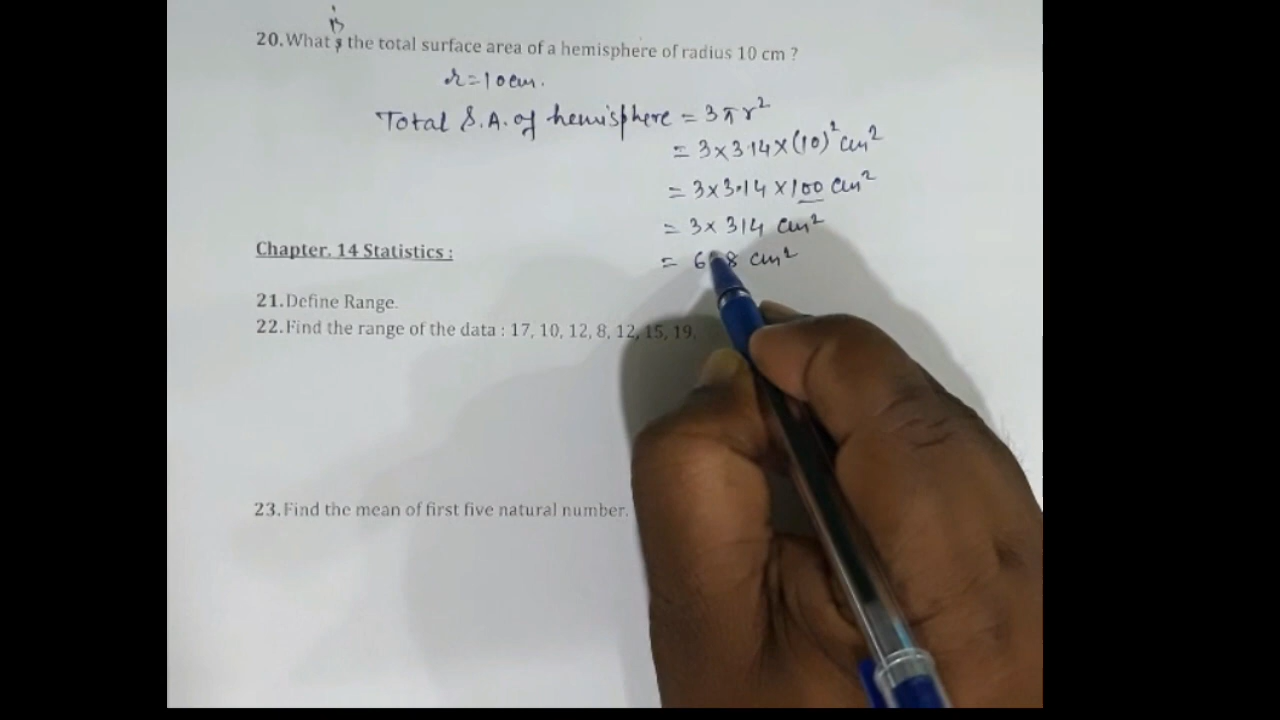 is
20. What s the total surface area of a hemisphere of radius 10 cm ?
r = 10cm.
Total S.A. of hemisphere = 3πr²
= 3×3.14×(10)² cm²
= 3×3.14×100 cm²
= 3×314 cm²
= cm²
Chapter. 14 Statistics :
21. Define Range.
22. Find the range of the data : 17, 10, 12, 8, 12, 15, 19,
23. Find the mean of first five natural number.